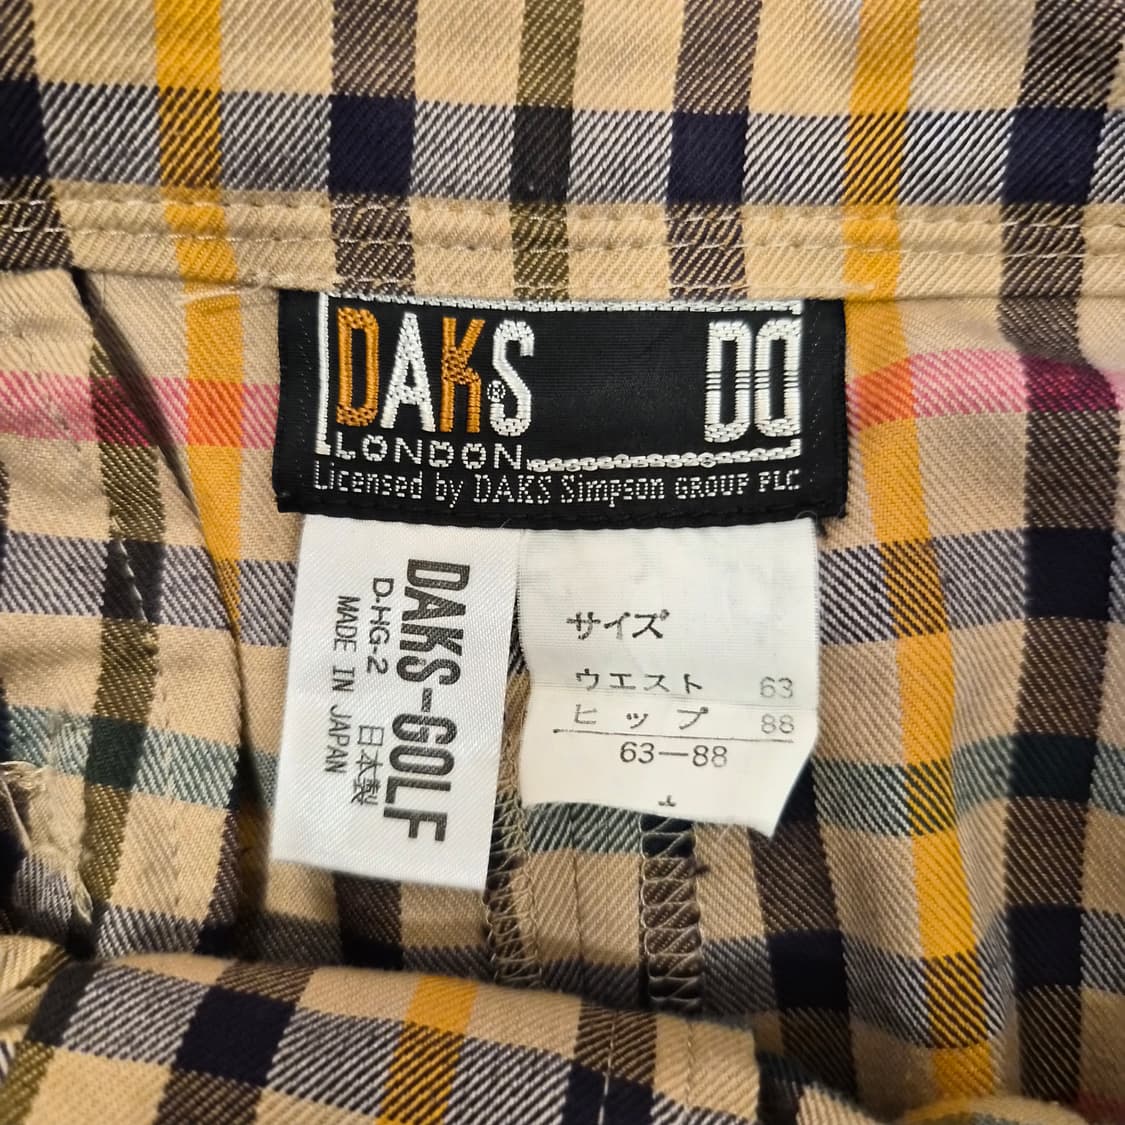 DAKS® DD
LONDON
Licensed by DAKS Simpson GROUP PLC
DAKS-GOLF
D-HG-2 日本製
MADE IN JAPAN
サイズ
ウエスト 63
ヒップ 88
63—88